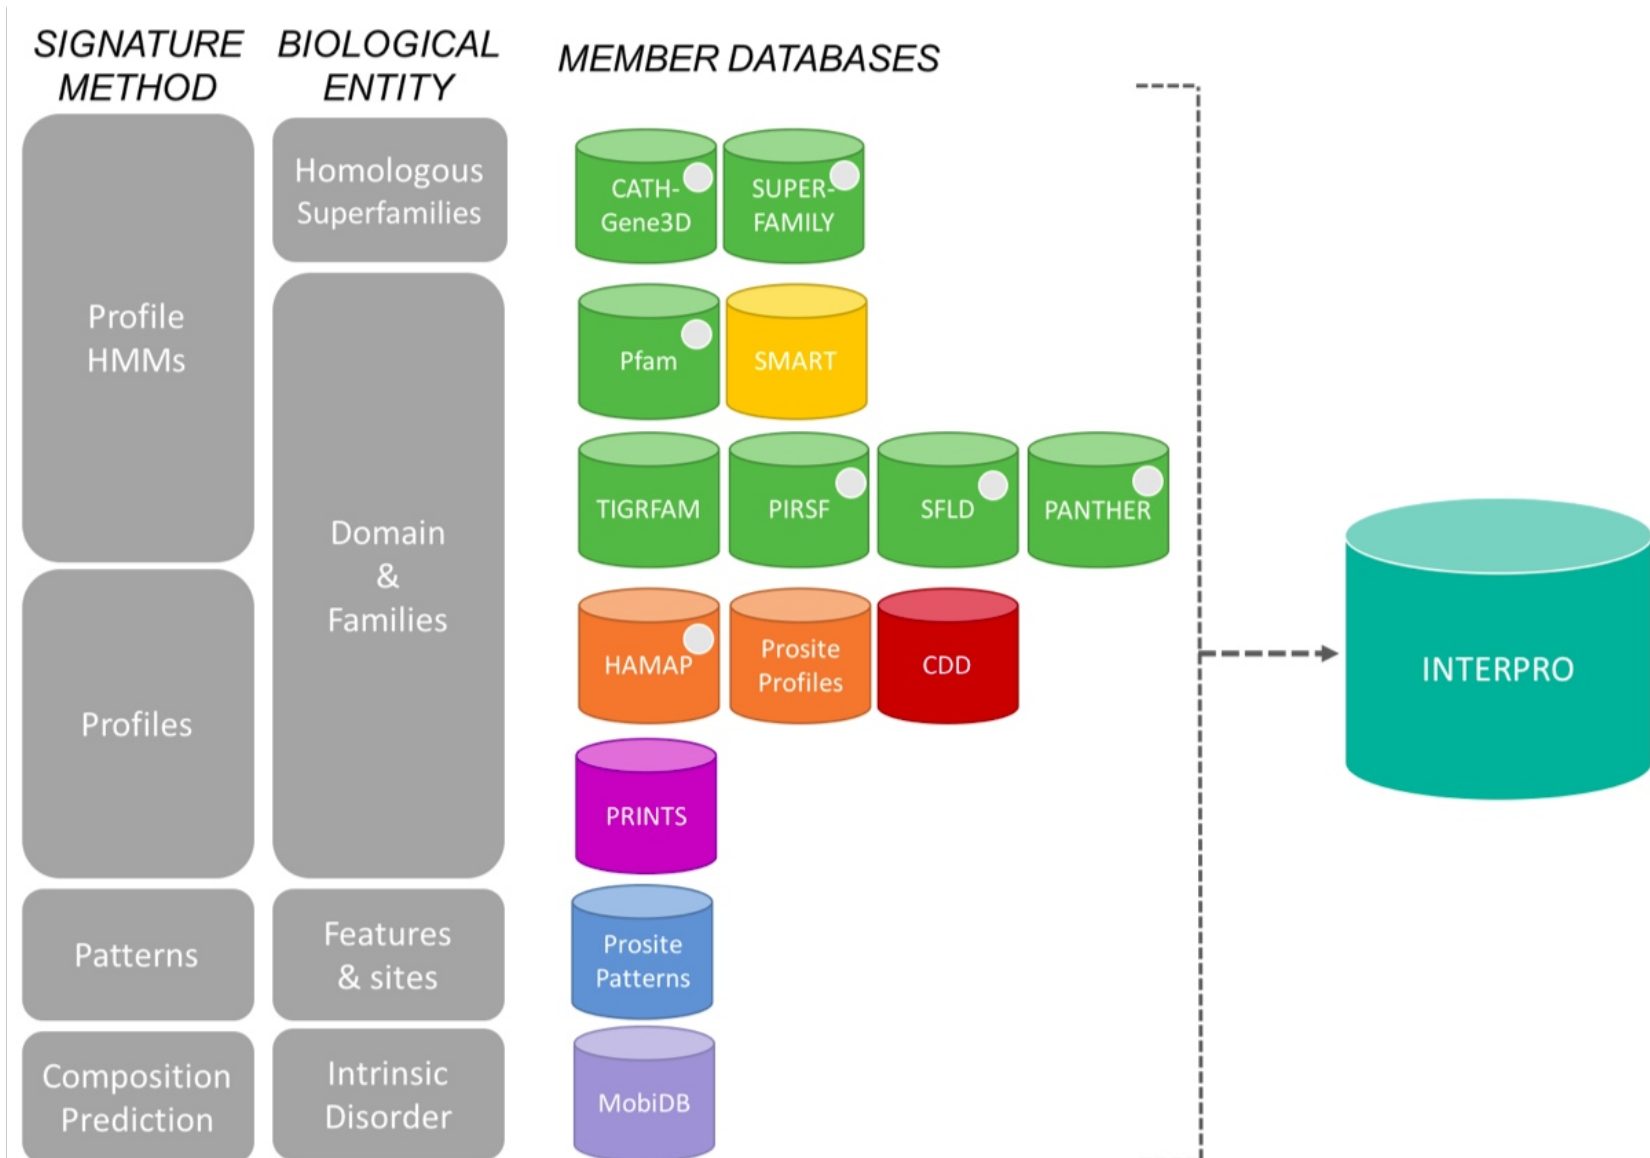 SIGNATURE
METHOD
BIOLOGICAL
ENTITY
MEMBER DATABASES
Profile
HMMs
Profiles
Patterns
Composition
Prediction
Homologous
Superfamilies
Domain
&
Families
Features
& sites
Intrinsic
Disorder
CATH-
Gene3D
SUPER-
FAMILY
Pfam
SMART
TIGRFAM
PIRSF
SFLD
PANTHER
HAMAP
Prosite
Profiles
CDD
PRINTS
Prosite
Patterns
MobiDB
INTERPRO